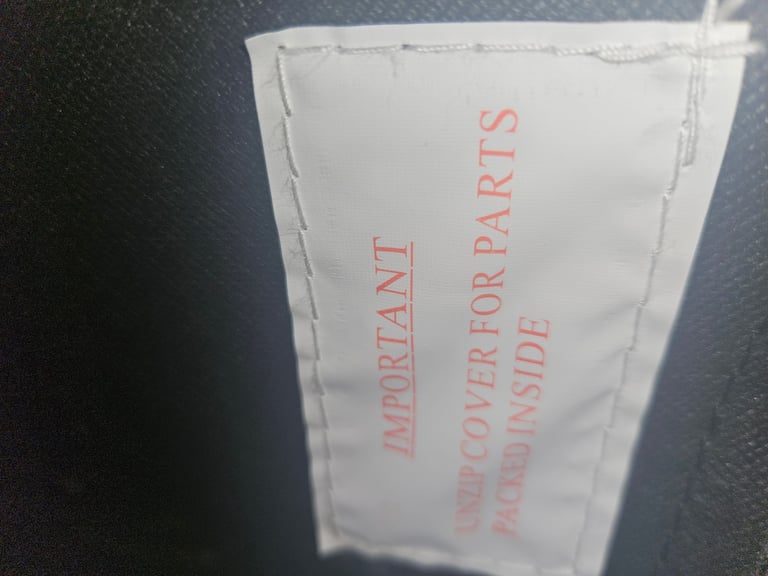 IMPORTANT
UNZIP COVER FOR PARTS
PACKED INSIDE